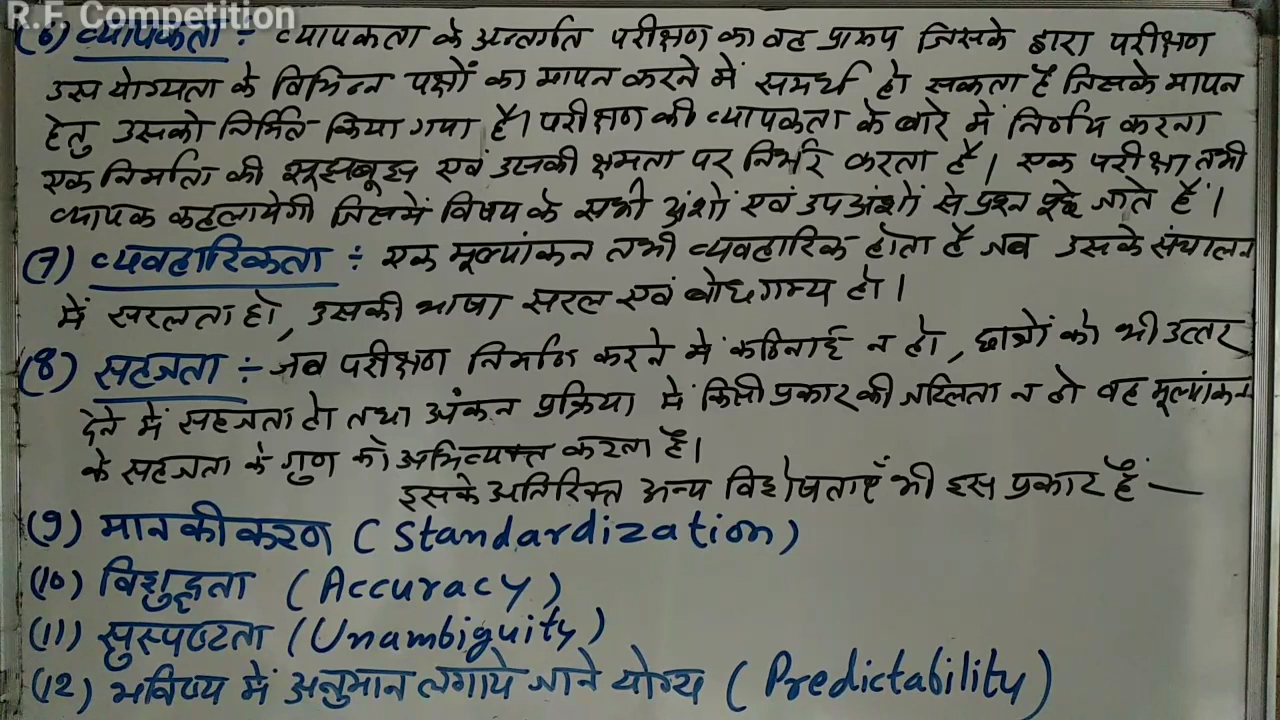 R.F. Competition
(6) व्यापकता ÷ व्यापकता के अन्तर्गत परीक्षण का वह प्रारूप जिसके द्वारा परीक्षण
उस योग्यता के विभिन्न पक्षों का मापन करने में समर्थ हो सकता है जिसके मापन
हेतु उसको निर्मित किया गया है। परीक्षण की व्यापकता के बारे में निर्णय करना
एक निर्माता की सूझबूझ एवं उसकी क्षमता पर निर्भर करता है। एक परीक्षा तभी
व्यापक कहलायेगी जिसमें विषय के सभी अंशों एवं उपअंशों से प्रश्न पूछे जाते हैं।
(7) व्यवहारिकता ÷ एक मूल्यांकन तभी व्यवहारिक होता है जब उसके संचालन
में सरलता हो, उसकी भाषा सरल एवं बोधगम्य हो।
(8) सहजता ÷ जब परीक्षण निर्माण करने में कठिनाई न हो, छात्रों को भी उत्तर
देने में सहजता हो तथा अंकन प्रक्रिया में किसी प्रकार की जटिलता न हो वह मूल्यांकन
के सहजता के गुण को अभिव्यक्त करता है।
इसके अतिरिक्त अन्य विशेषताएँ भी इस प्रकार हैं —
(9) मानकीकरण (Standardization)
(10) विशुद्धता (Accuracy)
(11) सुस्पष्टता (Unambiguity)
(12) भविष्य में अनुमान लगाये जाने योग्य (Predictability)